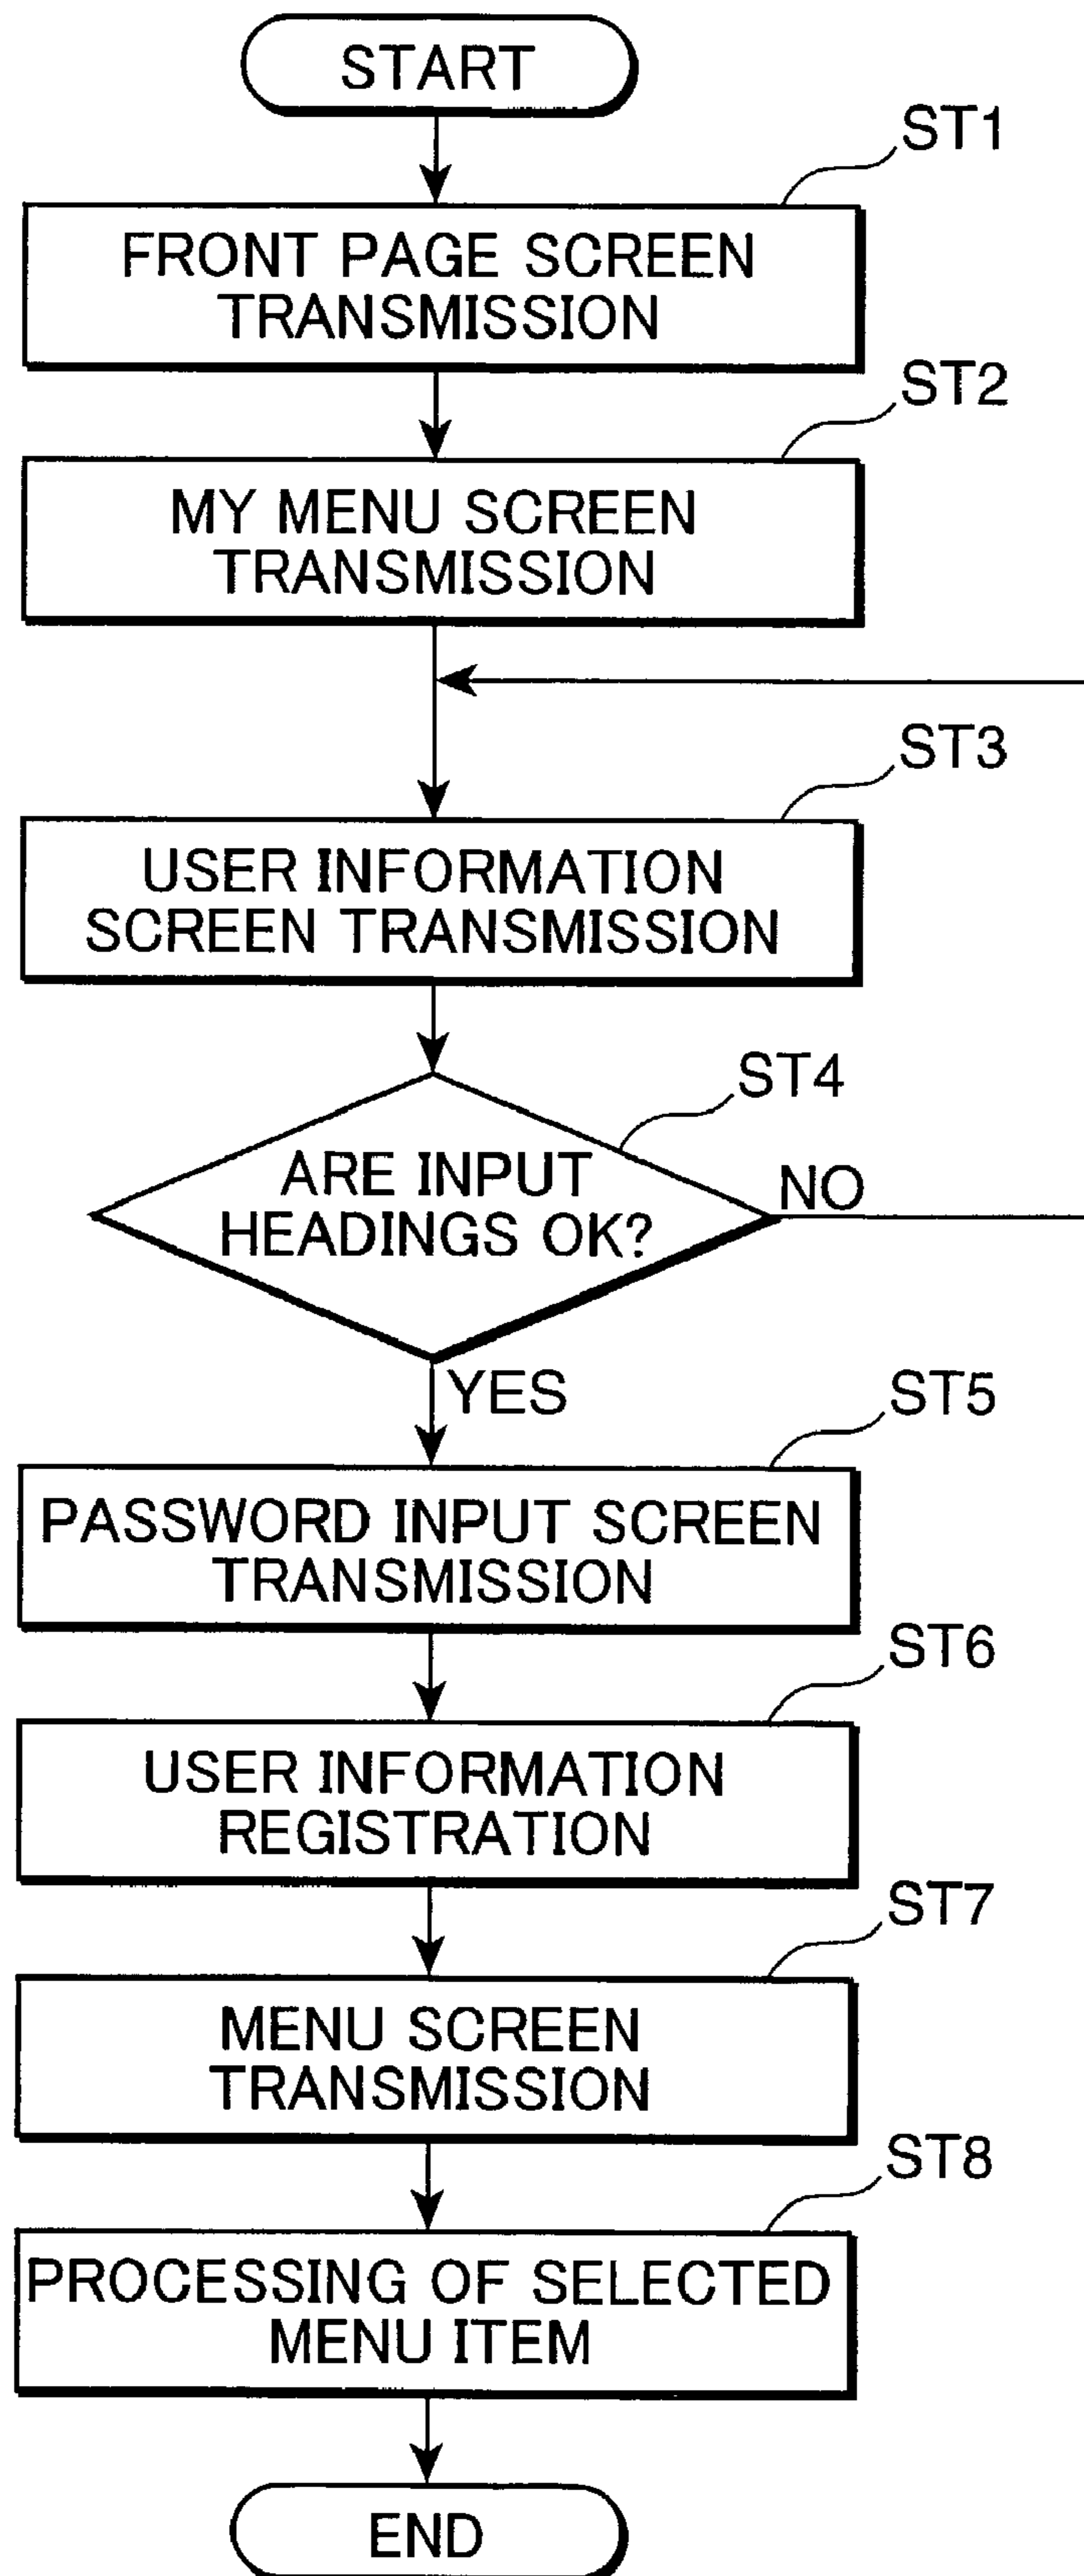 START
ST1
FRONT PAGE SCREEN
TRANSMISSION
ST2
MY MENU SCREEN
TRANSMISSION
ST3
USER INFORMATION
SCREEN TRANSMISSION
ST4
ARE INPUT
HEADINGS OK?
NO
YES
ST5
PASSWORD INPUT SCREEN
TRANSMISSION
ST6
USER INFORMATION
REGISTRATION
ST7
MENU SCREEN
TRANSMISSION
ST8
PROCESSING OF SELECTED
MENU ITEM
END